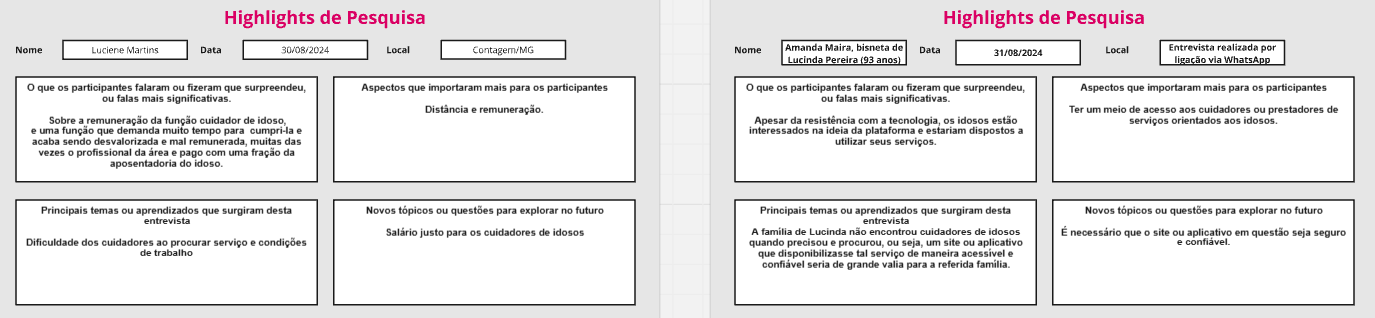 Highlights de Pesquisa
Nome Luciene Martins Data 30/08/2024 Local Contagem/MG
O que os participantes falaram ou fizeram que surpreendeu,
ou falas mais significativas.
Sobre a remuneração da função cuidador de idoso,
e uma função que demanda muito tempo para cumpri-la e
acaba sendo desvalorizada e mal remunerada, muitas das
vezes o profissional da área e pago com uma fração da
aposentadoria do idoso.
Aspectos que importaram mais para os participantes
Distância e remuneração.
Principais temas ou aprendizados que surgiram desta
entrevista
Dificuldade dos cuidadores ao procurar serviço e condições
de trabalho
Novos tópicos ou questões para explorar no futuro
Salário justo para os cuidadores de idosos
Highlights de Pesquisa
Nome Amanda Maira, bisneta de
Lucinda Pereira (93 anos)
Data 31/08/2024 Local Entrevista realizada por
ligação via WhatsApp
O que os participantes falaram ou fizeram que surpreendeu,
ou falas mais significativas.
Apesar da resistência com a tecnologia, os idosos estão
interessados na ideia da plataforma e estariam dispostos a
utilizar seus serviços.
Aspectos que importaram mais para os participantes
Ter um meio de acesso aos cuidadores ou prestadores de
serviços orientados aos idosos.
Principais temas ou aprendizados que surgiram desta
entrevista
A família de Lucinda não encontrou cuidadores de idosos
quando precisou e procurou, ou seja, um site ou aplicativo
que disponibilizasse tal serviço de maneira acessível e
confiável seria de grande valia para a referida família.
Novos tópicos ou questões para explorar no futuro
É necessário que o site ou aplicativo em questão seja seguro
e confiável.